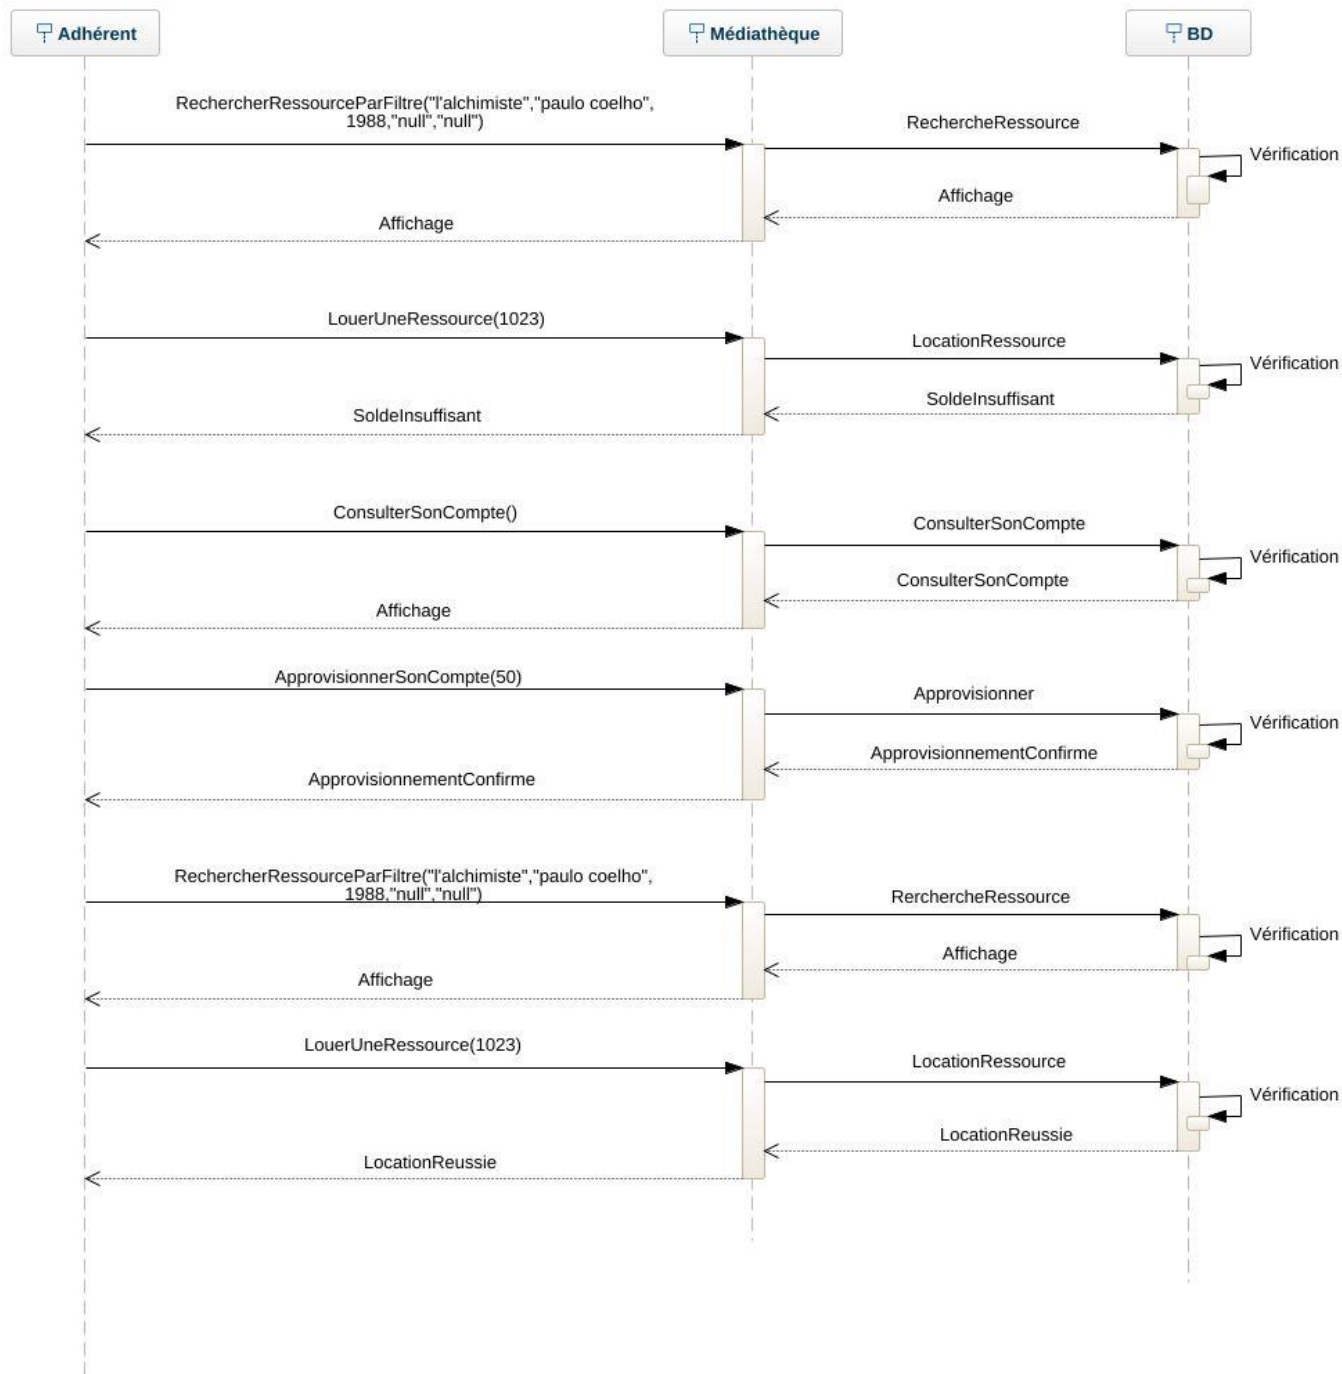 Adhérent
Médiathèque
BD
RechercherRessourceParFiltre("l'alchimiste","paulo coelho",
1988,"null","null")
RechercheRessource
Vérification
Affichage
Affichage
LouerUneRessource(1023)
LocationRessource
Vérification
SoldeInsuffisant
SoldeInsuffisant
ConsulterSonCompte()
ConsulterSonCompte
Vérification
ConsulterSonCompte
Affichage
ApprovisionnerSonCompte(50)
Approvisionner
Vérification
ApprovisionnementConfirme
ApprovisionnementConfirme
RechercherRessourceParFiltre("l'alchimiste","paulo coelho",
1988,"null","null")
RerchercheRessource
Vérification
Affichage
Affichage
LouerUneRessource(1023)
LocationRessource
Vérification
LocationReussie
LocationReussie